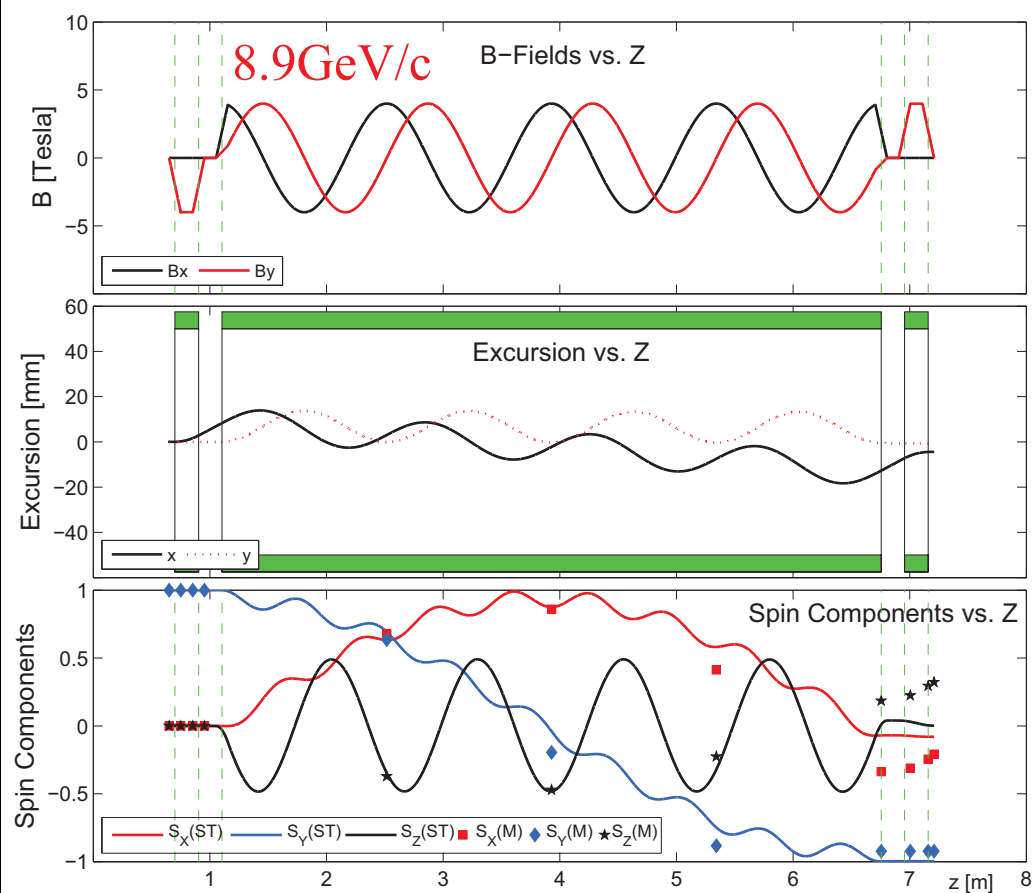 10
5
0
−5
B [Tesla]
8.9GeV/c
B−Fields vs. Z
Bx By
60
40
20
0
−20
−40
Excursion [mm]
Excursion vs. Z
x y
1
0.5
0
−0.5
−1
Spin Components
Spin Components vs. Z
S_X(ST) S_Y(ST) S_Z(ST) S_X(M) S_Y(M) S_Z(M)
1 2 3 4 5 6 7 8
z [m]